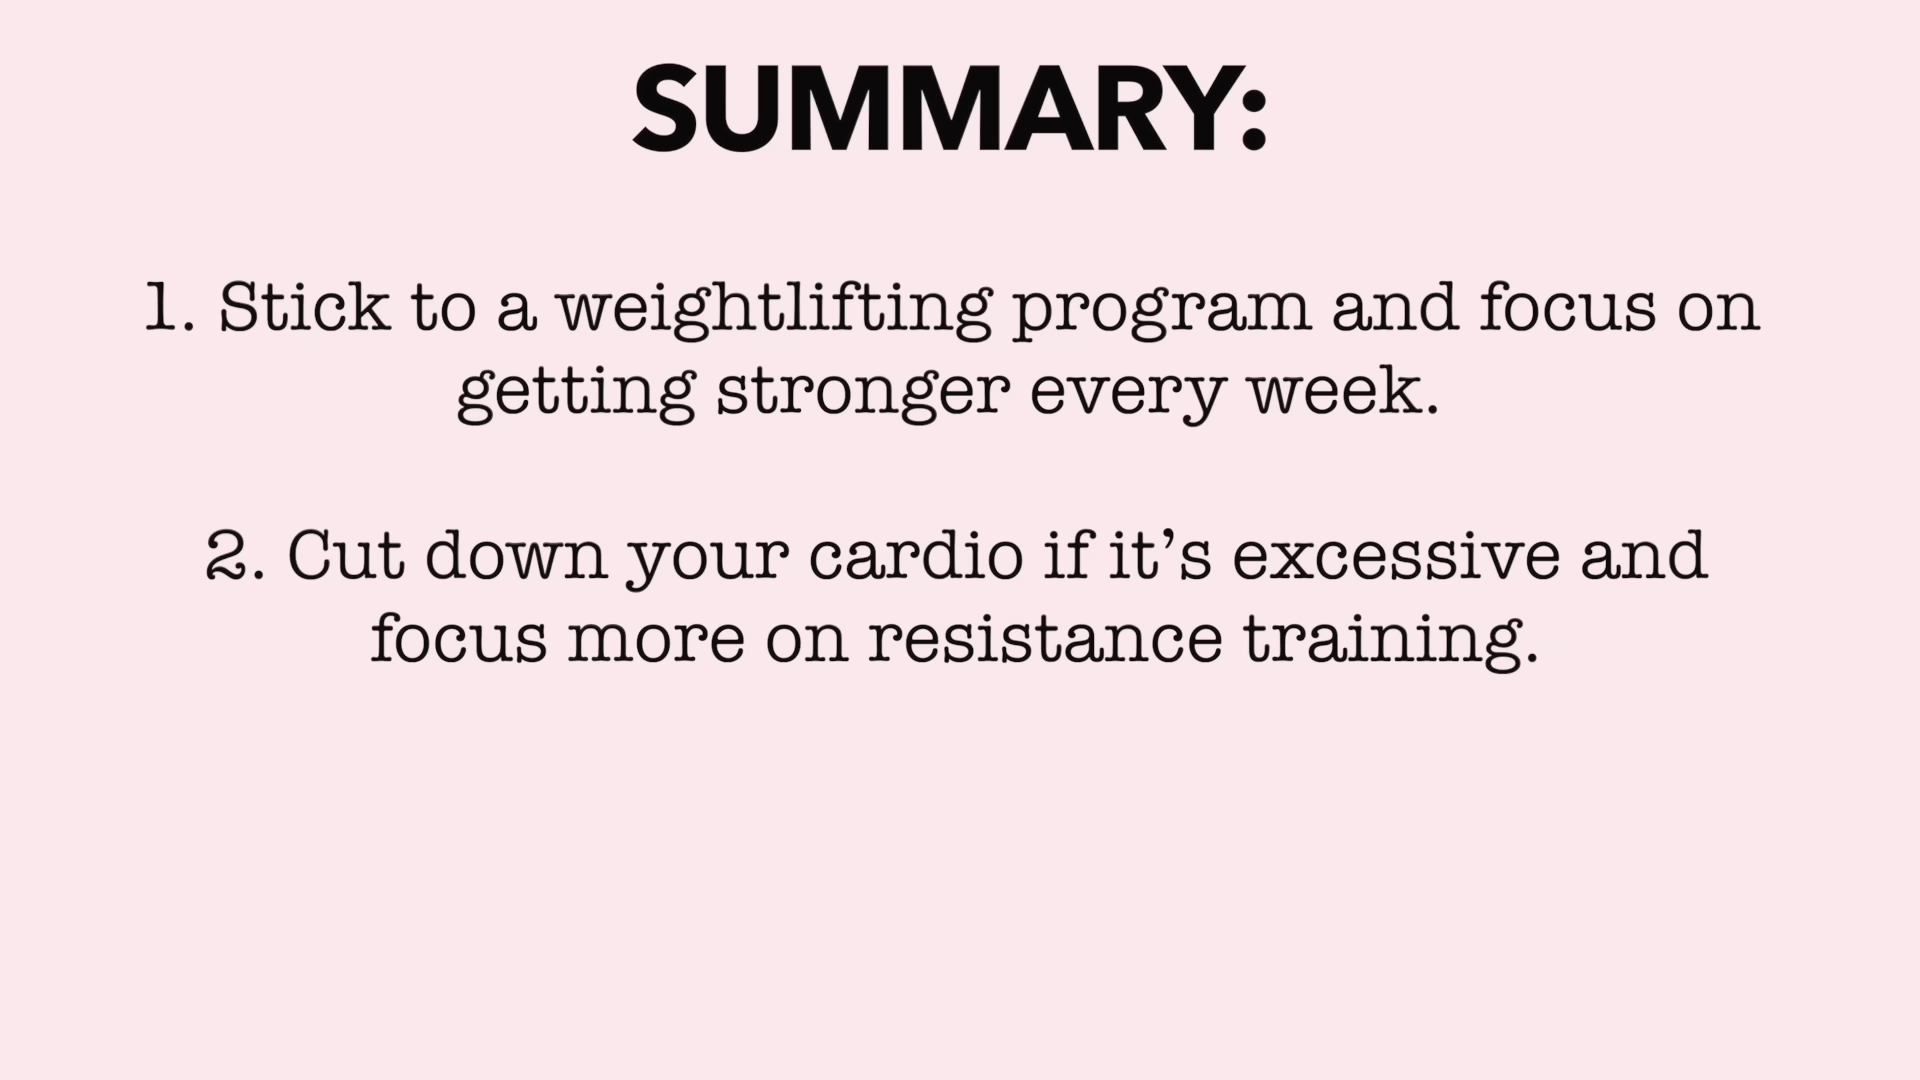 SUMMARY:
1. Stick to a weightlifting program and focus on
getting stronger every week.
2. Cut down your cardio if it’s excessive and
focus more on resistance training.